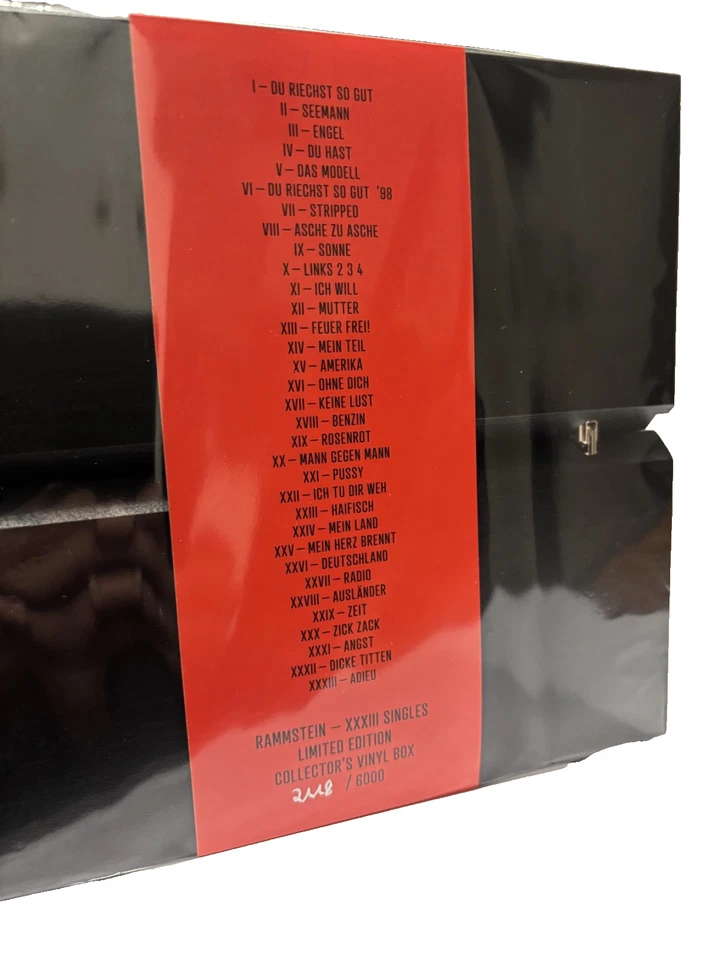 I – DU RIECHST SO GUT
II – SEEMANN
III – ENGEL
IV – DU HAST
V – DAS MODELL
VI – DU RIECHST SO GUT '98
VII – STRIPPED
VIII – ASCHE ZU ASCHE
IX – SONNE
X – LINKS 2 3 4
XI – ICH WILL
XII – MUTTER
XIII – FEUER FREI!
XIV – MEIN TEIL
XV – AMERIKA
XVI – OHNE DICH
XVII – KEINE LUST
XVIII – BENZIN
XIX – ROSENROT
XX – MANN GEGEN MANN
XXI – PUSSY
XXII – ICH TU DIR WEH
XXIII – HAIFISCH
XXIV – MEIN LAND
XXV – MEIN HERZ BRENNT
XXVI – DEUTSCHLAND
XXVII – RADIO
XXVIII – AUSLÄNDER
XXIX – ZEIT
XXX – ZICK ZACK
XXXI – ANGST
XXXII – DICKE TITTEN
XXXIII – ADIEU
RAMMSTEIN – XXXIII SINGLES
LIMITED EDITION
COLLECTOR'S VINYL BOX
/ 6000